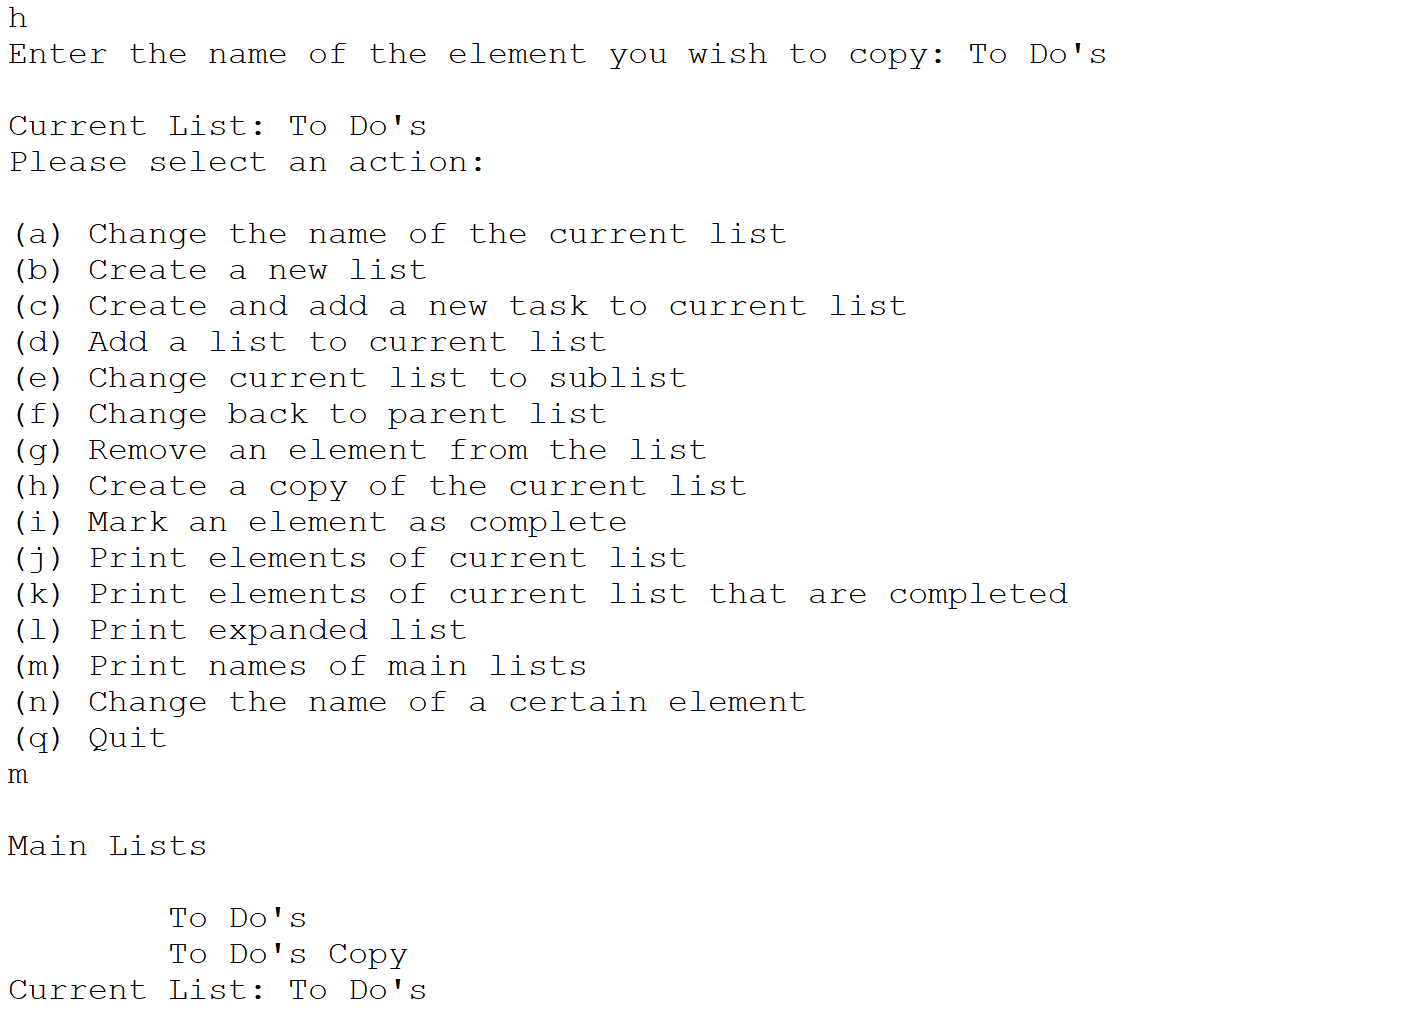 h
Enter the name of the element you wish to copy: To Do's
Current List: To Do's
Please select an action:
(a) Change the name of the current list
(b) Create a new list
(c) Create and add a new task to current list
(d) Add a list to current list
(e) Change current list to sublist
(f) Change back to parent list
(g) Remove an element from the list
(h) Create a copy of the current list
(i) Mark an element as complete
(j) Print elements of current list
(k) Print elements of current list that are completed
(l) Print expanded list
(m) Print names of main lists
(n) Change the name of a certain element
(q) Quit
m
Main Lists
To Do's
To Do's Copy
Current List: To Do's